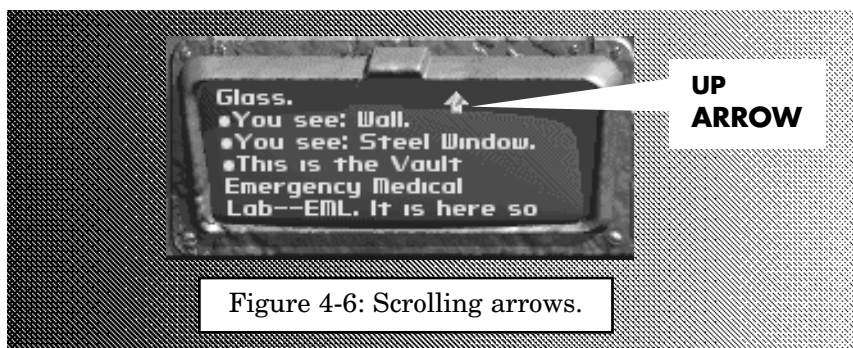 Glass.
•You see: Wall.
•You see: Steel Window.
•This is the Vault
Emergency Medical
Lab--EML. It is here so
UP
ARROW
Figure 4-6: Scrolling arrows.